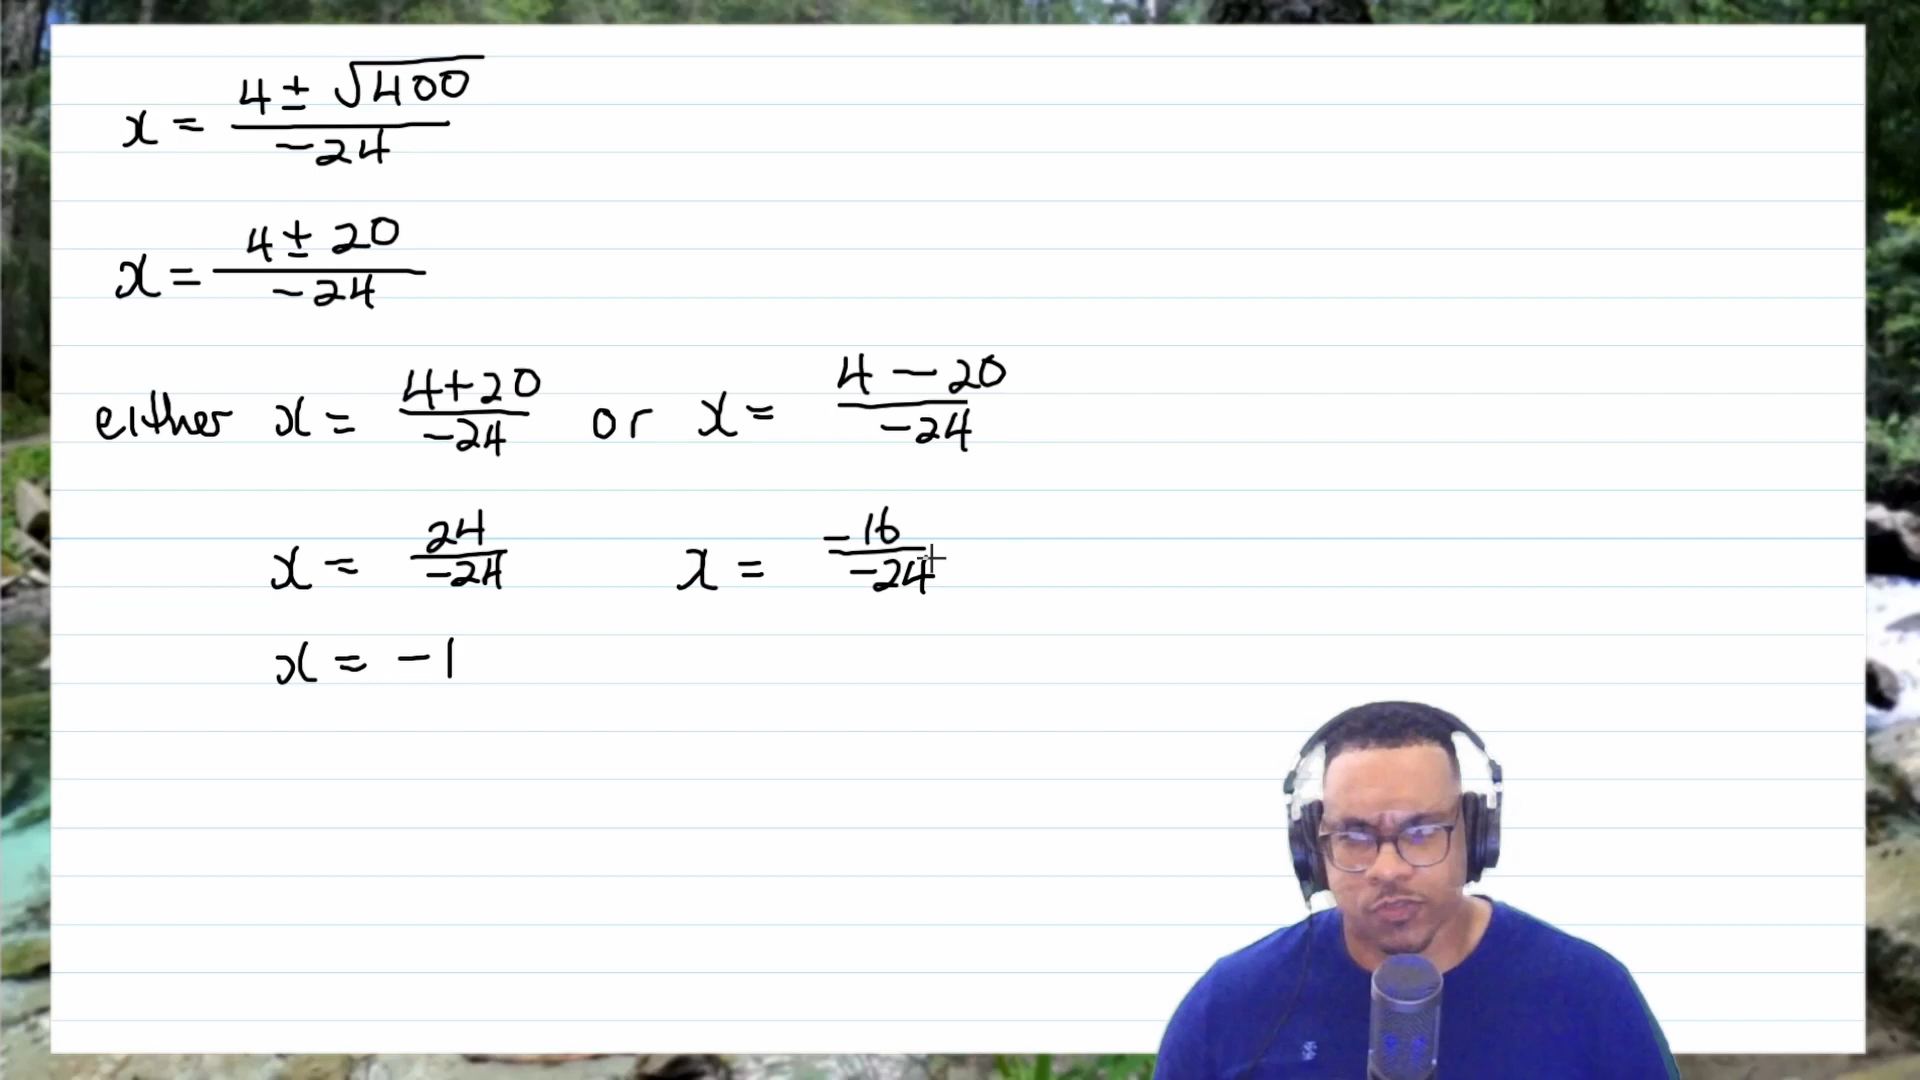 x = (4 ± √400)/(-24)
x = (4 ± 20)/(-24)
either x = (4+20)/(-24) or x = (4 - 20)/(-24)
x = 24/(-24) x = (-16)/(-24)
x = -1